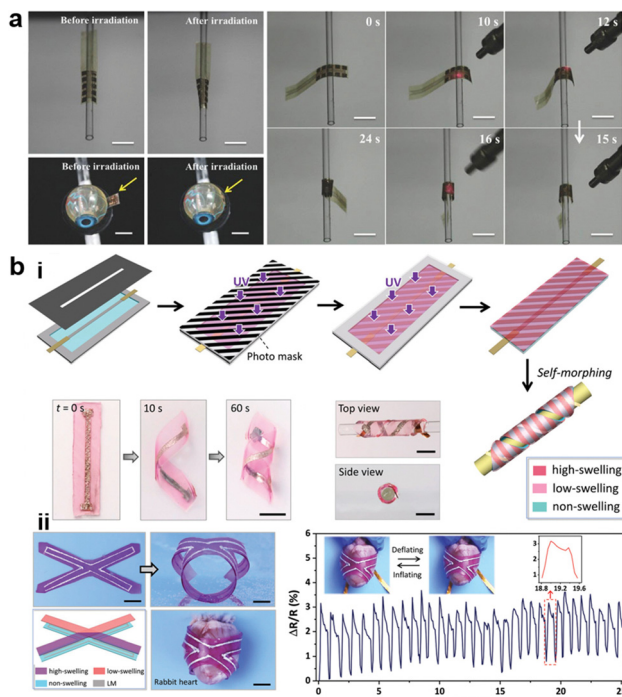 a
Before irradiation
After irradiation
0 s
10 s
12 s
Before irradiation
After irradiation
24 s
16 s
15 s
b
i
UV
UV
Photo mask
Self-morphing
t = 0 s
10 s
60 s
Top view
Side view
high-swelling
low-swelling
non-swelling
ii
high-swelling
low-swelling
non-swelling
LM
Rabbit heart
ΔR/R (%)
6
5
4
3
2
1
0
0
5
10
15
20
25
Deflating
Inflating
3
2
1
18.8
19.2
19.6